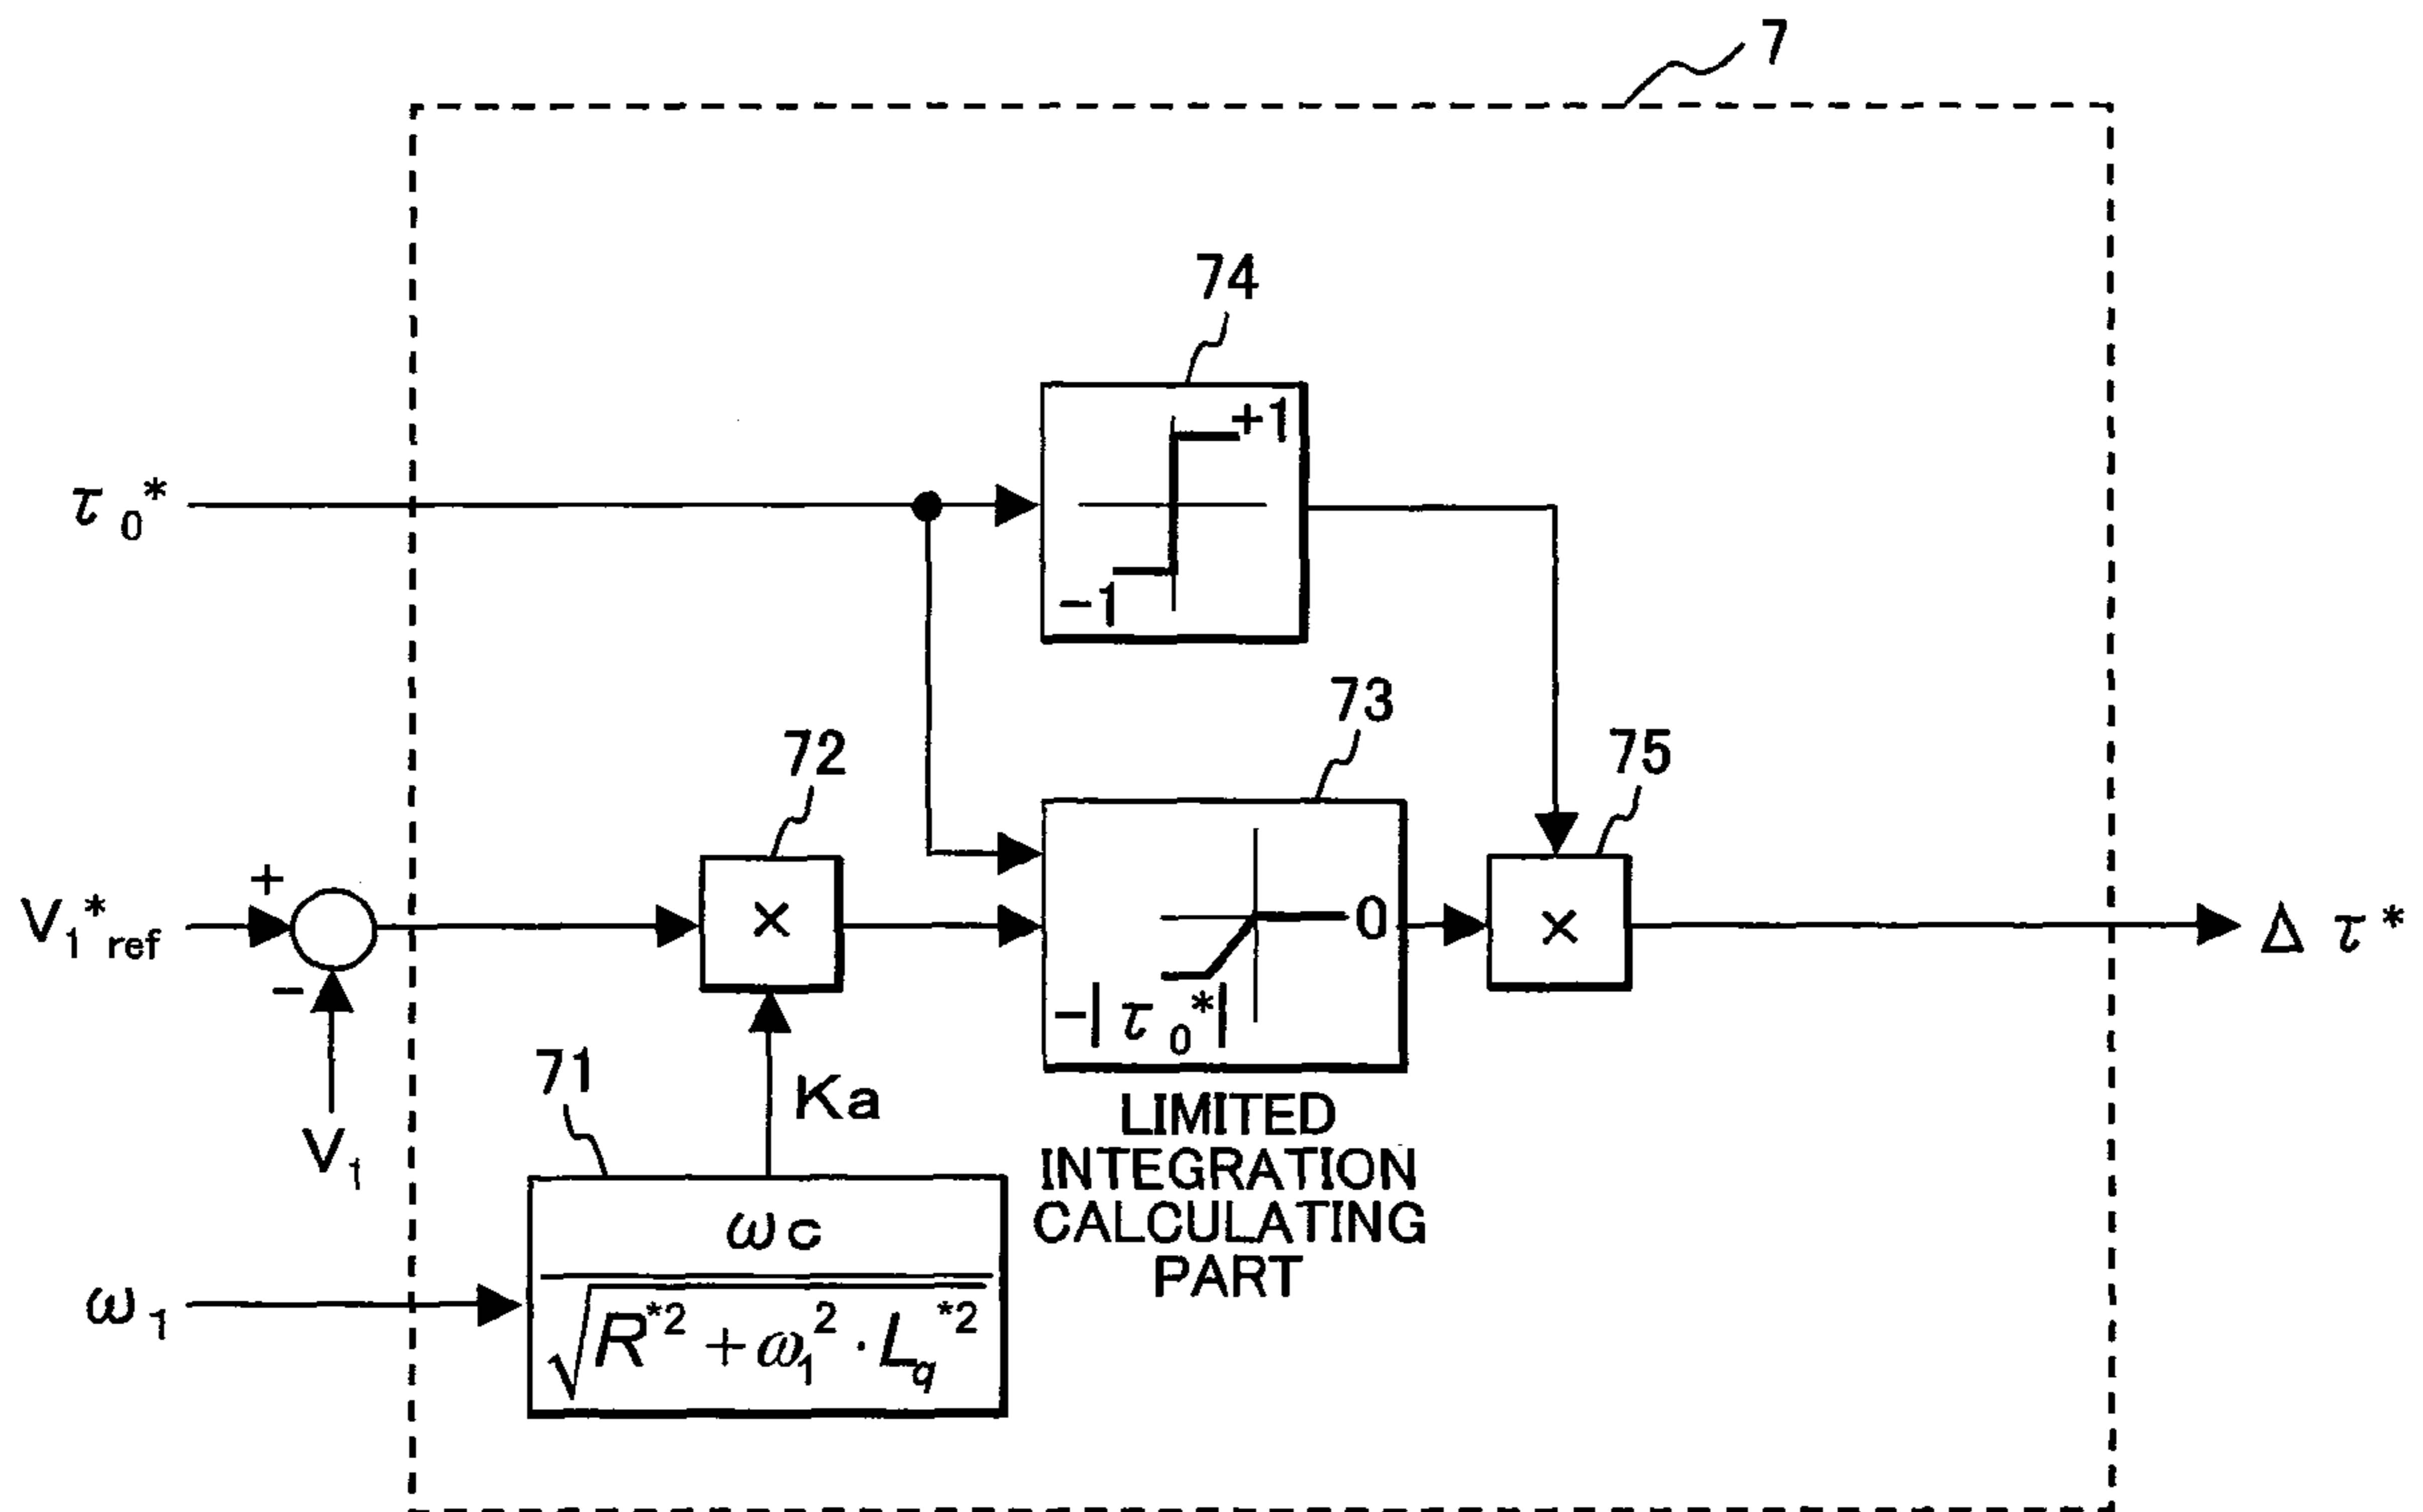 7
74
+1
-1
τ0*
73
72
75
+
V1*ref
×
0
×
Δτ*
-
-|τ0*|
71
Ka
V1
LIMITED
INTEGRATION
CALCULATING
PART
ωc
ω1
√R*2+ω12·Lq*2